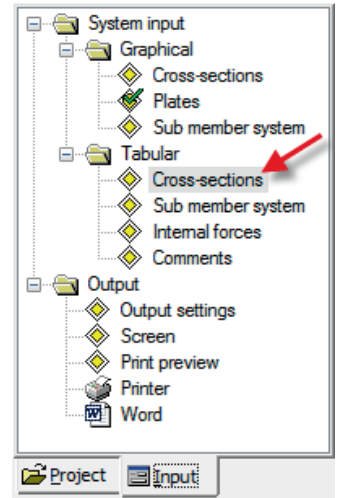 System input
Graphical
Cross-sections
Plates
Sub member system
Tabular
Cross-sections
Sub member system
Internal forces
Comments
Output
Output settings
Screen
Print preview
Printer
Word
Project Input